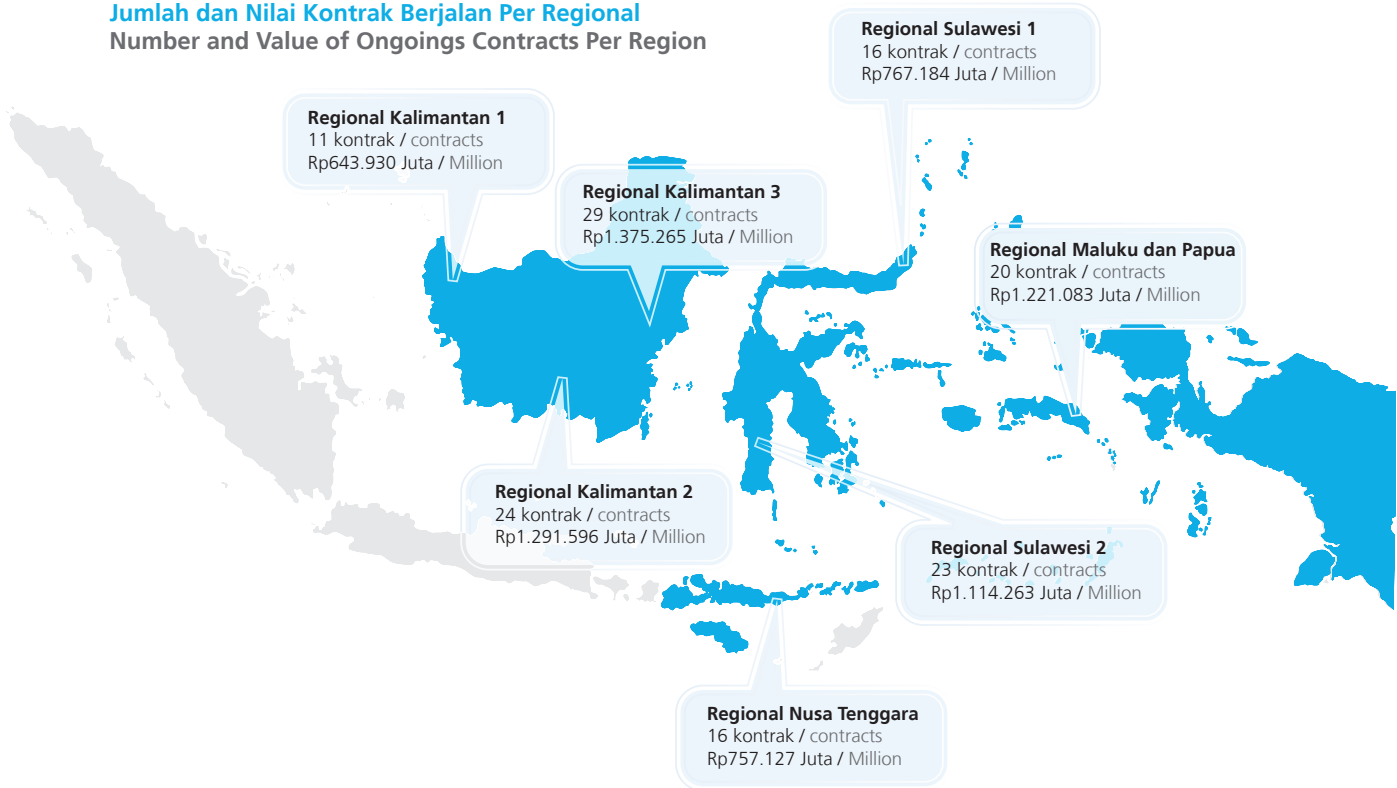 Jumlah dan Nilai Kontrak Berjalan Per Regional
Number and Value of Ongoings Contracts Per Region
Regional Sulawesi 1
16 kontrak / contracts
Rp767.184 Juta / Million
Regional Kalimantan 1
11 kontrak / contracts
Rp643.930 Juta / Million
Regional Kalimantan 3
29 kontrak / contracts
Rp1.375.265 Juta / Million
Regional Maluku dan Papua
20 kontrak / contracts
Rp1.221.083 Juta / Million
Regional Kalimantan 2
24 kontrak / contracts
Rp1.291.596 Juta / Million
Regional Sulawesi 2
23 kontrak / contracts
Rp1.114.263 Juta / Million
Regional Nusa Tenggara
16 kontrak / contracts
Rp757.127 Juta / Million